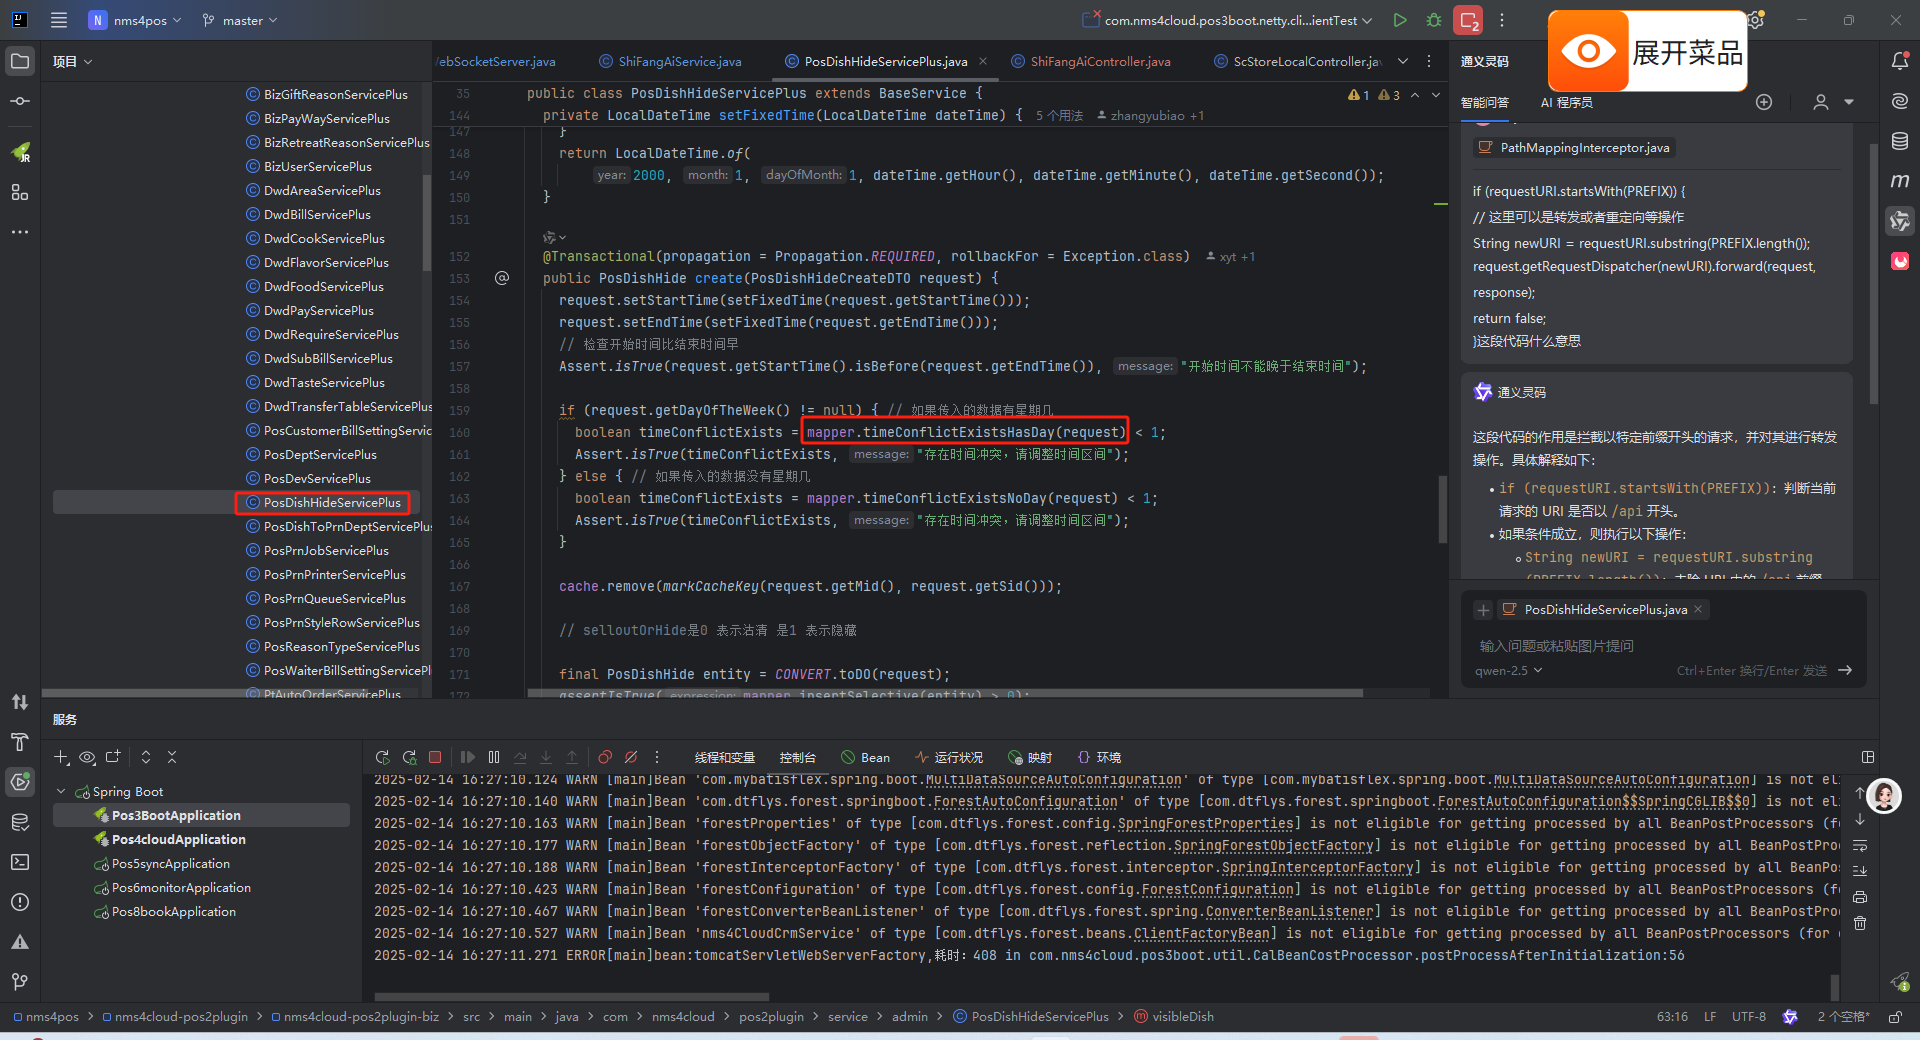 nms4pos
master
com.nms4cloud.pos3boot.netty.cli...ientTest
2
展开菜品
项目
ebSocketServer.java
ShiFangAiService.java
PosDishHideServicePlus.java
ShiFangAiController.java
ScStoreLocalController.ja
通义灵码
智能问答
AI 程序员
BizGiftReasonServicePlus
BizPayWayServicePlus
BizRetreatReasonServicePlus
BizUserServicePlus
DwdAreaServicePlus
DwdBillServicePlus
DwdCookServicePlus
DwdFlavorServicePlus
DwdFoodServicePlus
DwdPayServicePlus
DwdRequireServicePlus
DwdSubBillServicePlus
DwdTasteServicePlus
DwdTransferTableServicePlus
PosCustomerBillSettingServic
PosDeptServicePlus
PosDevServicePlus
PosDishHideServicePlus
PosDishToPrnDeptServicePlus
PosPrnJobServicePlus
PosPrnPrinterServicePlus
PosPrnQueueServicePlus
PosPrnStyleRowServicePlus
PosReasonTypeServicePlus
PosWaiterBillSettingServicePl
PtAutoOrderServicePlus
35 public class PosDishHideServicePlus extends BaseService {
1 3
144 private LocalDateTime setFixedTime(LocalDateTime dateTime) { 5 个用法 zhangyubiao +1
147 }
148 return LocalDateTime.of(
149 year: 2000, month: 1, dayOfMonth: 1, dateTime.getHour(), dateTime.getMinute(), dateTime.getSecond());
150 }
151
152 @Transactional(propagation = Propagation.REQUIRED, rollbackFor = Exception.class) xyt +1
153 public PosDishHide create(PosDishHideCreateDTO request) {
154 request.setStartTime(setFixedTime(request.getStartTime()));
155 request.setEndTime(setFixedTime(request.getEndTime()));
156 // 检查开始时间比结束时间早
157 Assert.isTrue(request.getStartTime().isBefore(request.getEndTime()), message: "开始时间不能晚于结束时间");
158
159 if (request.getDayOfTheWeek() != null) { // 如果传入的数据有星期几
160 boolean timeConflictExists = mapper.timeConflictExistsHasDay(request) < 1;
161 Assert.isTrue(timeConflictExists, message: "存在时间冲突，请调整时间区间");
162 } else { // 如果传入的数据没有星期几
163 boolean timeConflictExists = mapper.timeConflictExistsNoDay(request) < 1;
164 Assert.isTrue(timeConflictExists, message: "存在时间冲突，请调整时间区间");
165 }
166
167 cache.remove(markCacheKey(request.getMid(), request.getSid()));
168
169 // selloutOrHide是0 表示沽清 是1 表示隐藏
170
171 final PosDishHide entity = CONVERT.toDO(request);
172 assertIsTrue( expression: mapper.insertSelective(entity) > 0);
PathMappingInterceptor.java
if (requestURI.startsWith(PREFIX)) {
// 这里可以是转发或者重定向等操作
String newURI = requestURI.substring(PREFIX.length());
request.getRequestDispatcher(newURI).forward(request,
response);
return false;
}这段代码什么意思
通义灵码
这段代码的作用是拦截以特定前缀开头的请求，并对其进行转发
操作。具体解释如下：
if (requestURI.startsWith(PREFIX)): 判断当前
请求的 URI 是否以 /api 开头。
如果条件成立，则执行以下操作：
String newURI = requestURI.substring
(PREFIX.length()): 去除 URI 中的 /api 前缀
PosDishHideServicePlus.java
输入问题或粘贴图片提问
qwen-2.5
Ctrl+Enter 换行/Enter 发送
服务
线程和变量
控制台
Bean
运行状况
映射
环境
Spring Boot
Pos3BootApplication
Pos4cloudApplication
Pos5syncApplication
Pos6monitorApplication
Pos8bookApplication
2025-02-14 16:27:10.124 WARN [main]Bean 'com.mybatisflex.spring.boot.MultiDataSourceAutoConfiguration' of type [com.mybatisflex.spring.boot.MultiDataSourceAutoConfiguration] is not eli
2025-02-14 16:27:10.140 WARN [main]Bean 'com.dtflys.forest.springboot.ForestAutoConfiguration' of type [com.dtflys.forest.springboot.ForestAutoConfiguration$$SpringCGLIB$$0] is not eli
2025-02-14 16:27:10.163 WARN [main]Bean 'forestProperties' of type [com.dtflys.forest.config.SpringForestProperties] is not eligible for getting processed by all BeanPostProcessors (fo
2025-02-14 16:27:10.177 WARN [main]Bean 'forestObjectFactory' of type [com.dtflys.forest.reflection.SpringForestObjectFactory] is not eligible for getting processed by all BeanPostPro
2025-02-14 16:27:10.188 WARN [main]Bean 'forestInterceptorFactory' of type [com.dtflys.forest.interceptor.SpringInterceptorFactory] is not eligible for getting processed by all BeanPo
2025-02-14 16:27:10.423 WARN [main]Bean 'forestConfiguration' of type [com.dtflys.forest.config.ForestConfiguration] is not eligible for getting processed by all BeanPostProcessors (f
2025-02-14 16:27:10.467 WARN [main]Bean 'forestConverterBeanListener' of type [com.dtflys.forest.spring.ConverterBeanListener] is not eligible for getting processed by all BeanPostPro
2025-02-14 16:27:10.527 WARN [main]Bean 'nms4CloudCrmService' of type [com.dtflys.forest.beans.ClientFactoryBean] is not eligible for getting processed by all BeanPostProcessors (for
2025-02-14 16:27:11.271 ERROR[main]bean:tomcatServletWebServerFactory,耗时：408 in com.nms4cloud.pos3boot.util.CalBeanCostProcessor.postProcessAfterInitialization:56
nms4pos > nms4cloud-pos2plugin > nms4cloud-pos2plugin-biz > src > main > java > com > nms4cloud > pos2plugin > service > admin > PosDishHideServicePlus > visibleDish
63:16 LF UTF-8 2 个空格*